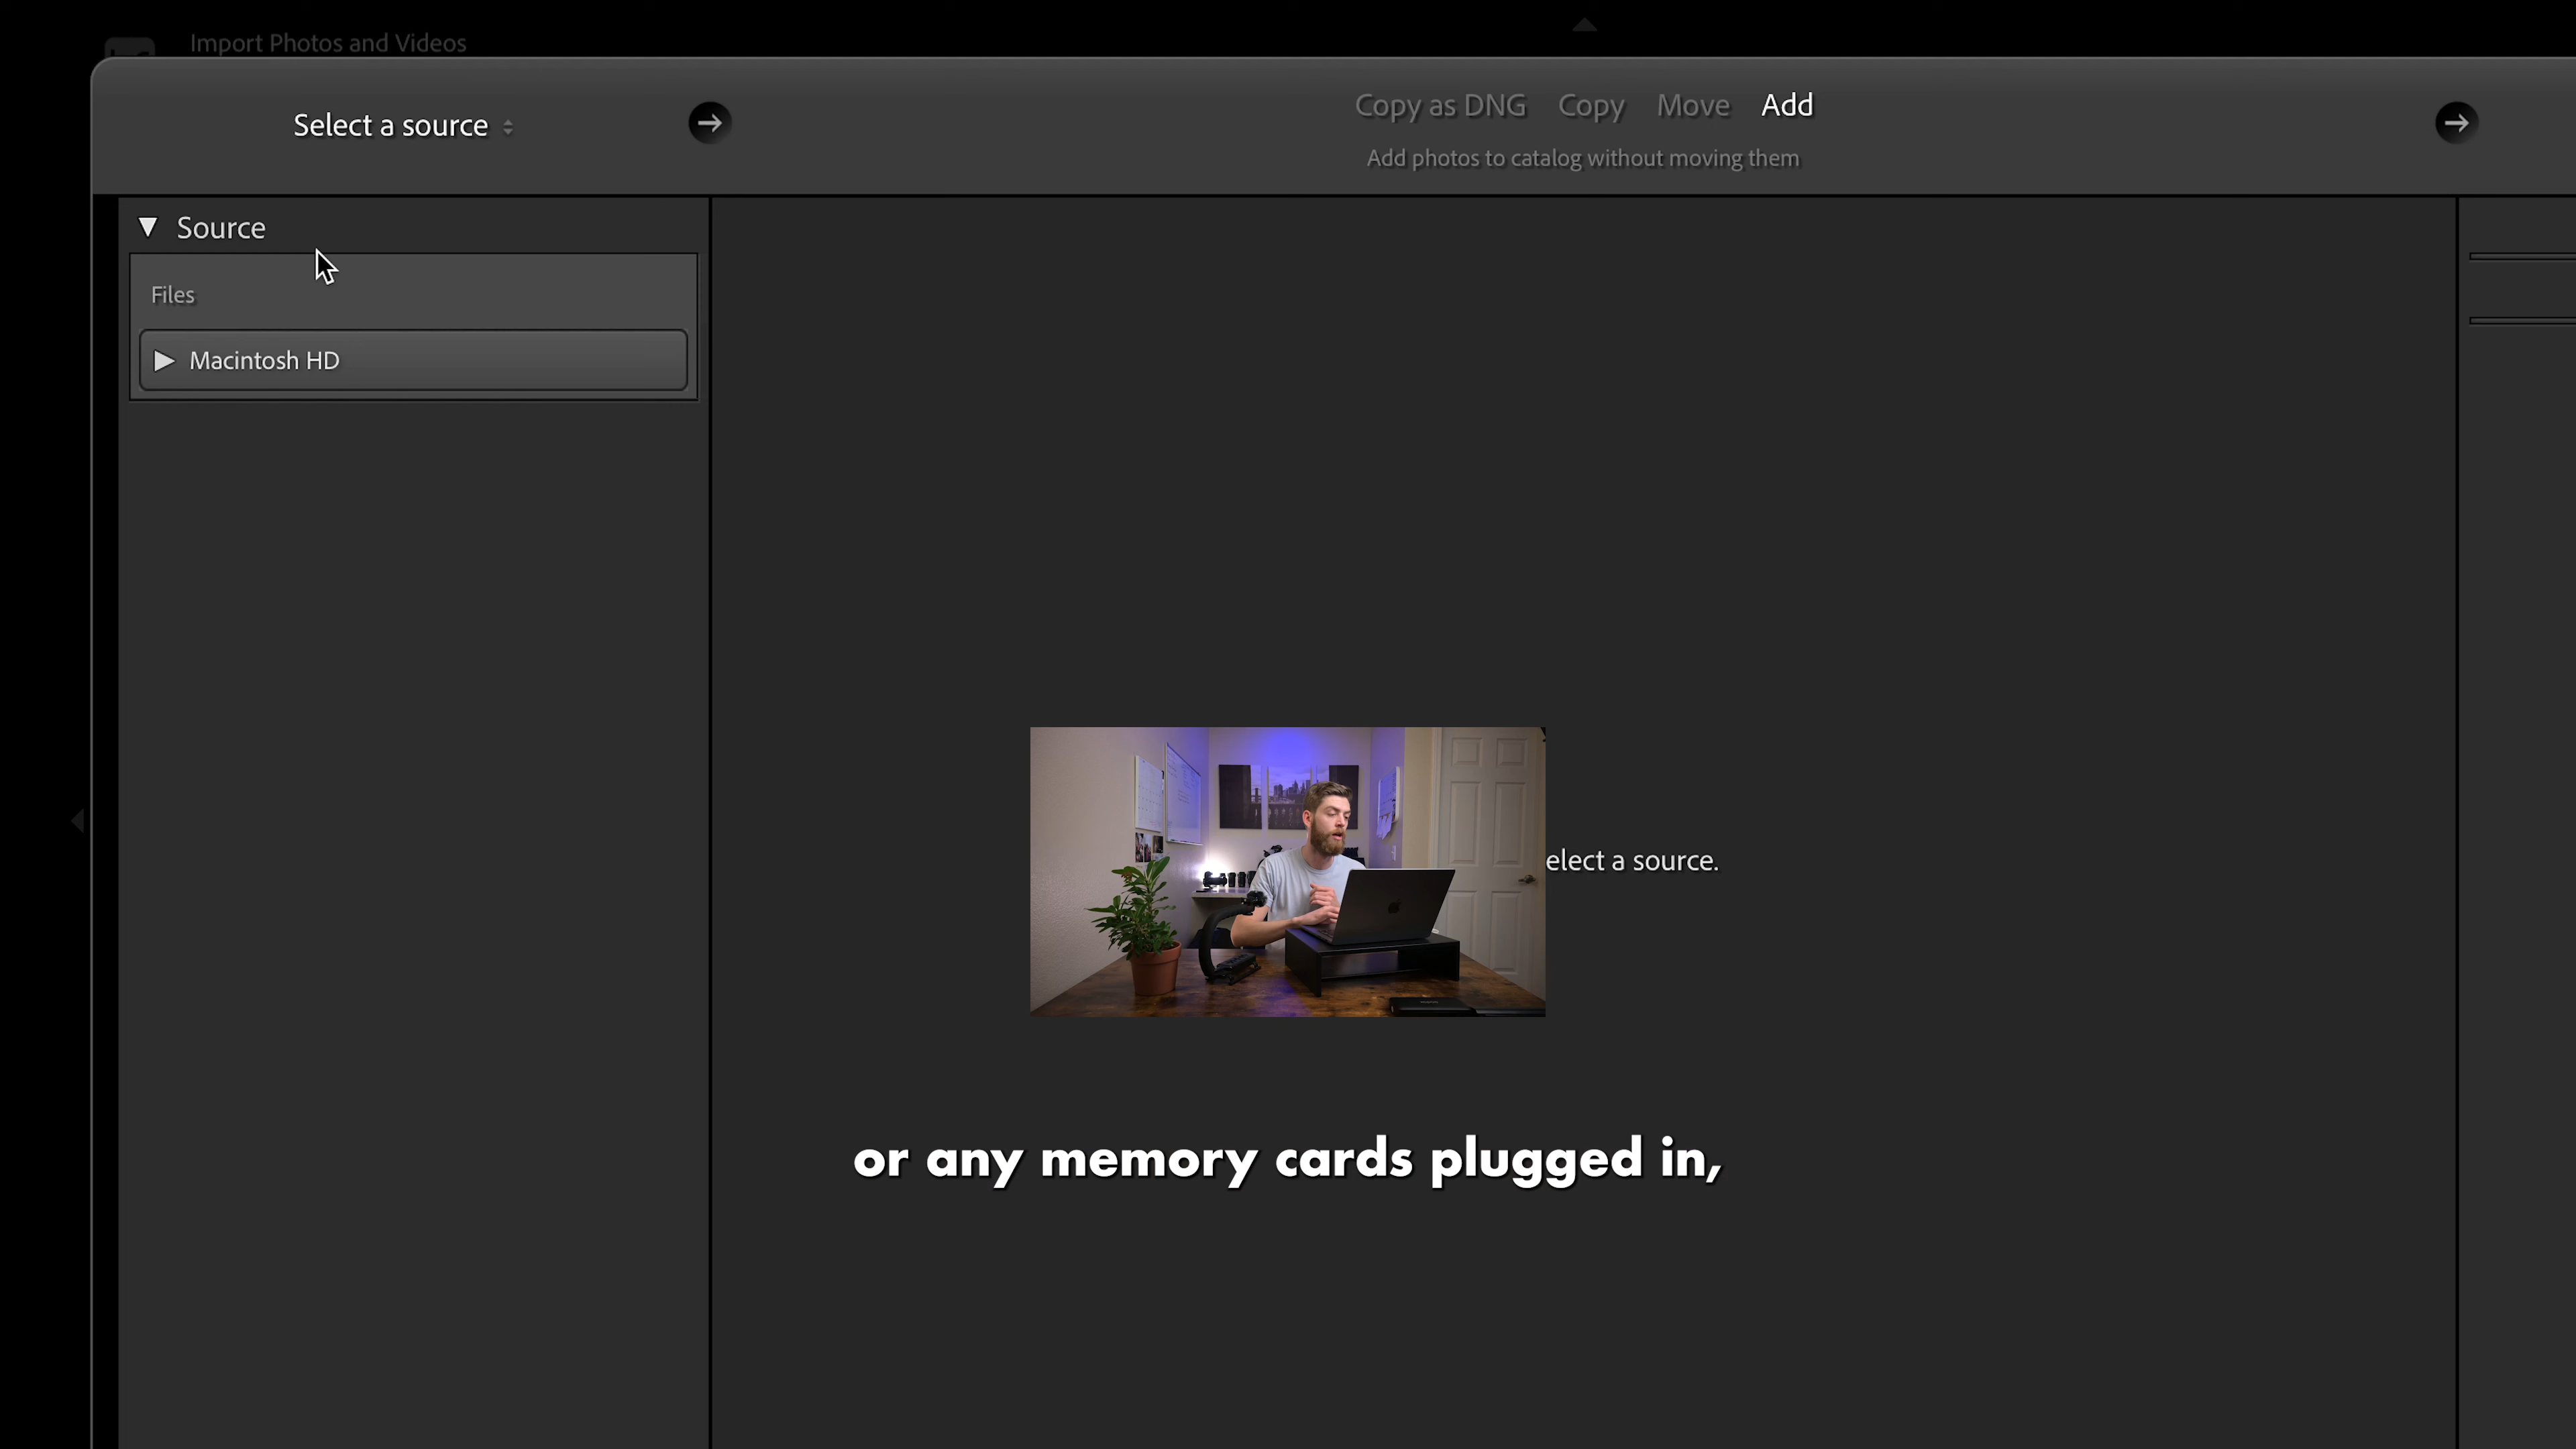 Import Photos and Videos
Select a source
Copy as DNG Copy Move Add
Add photos to catalog without moving them
Source
Files
Macintosh HD
elect a source.
or any memory cards plugged in,